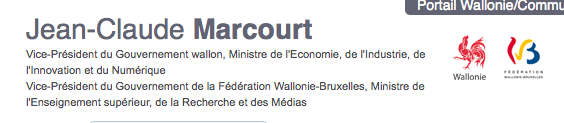 Portail Wallonie/Commu
Jean-Claude Marcourt
Vice-Président du Gouvernement wallon, Ministre de l'Economie, de l'Industrie, de
l'Innovation et du Numérique
Vice-Président du Gouvernement de la Fédération Wallonie-Bruxelles, Ministre de
l'Enseignement supérieur, de la Recherche et des Médias
Wallonie
FÉDÉRATION
WALLONIE-BRUXELLES